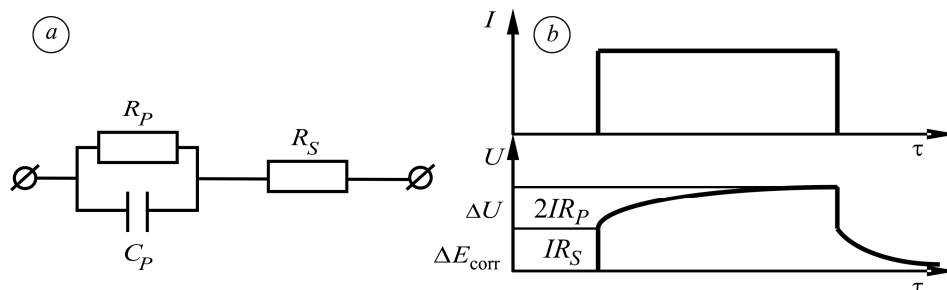 a
R_P
R_S
C_P
b
I
τ
U
ΔU
2IR_P
ΔE_corr
IR_S
τ